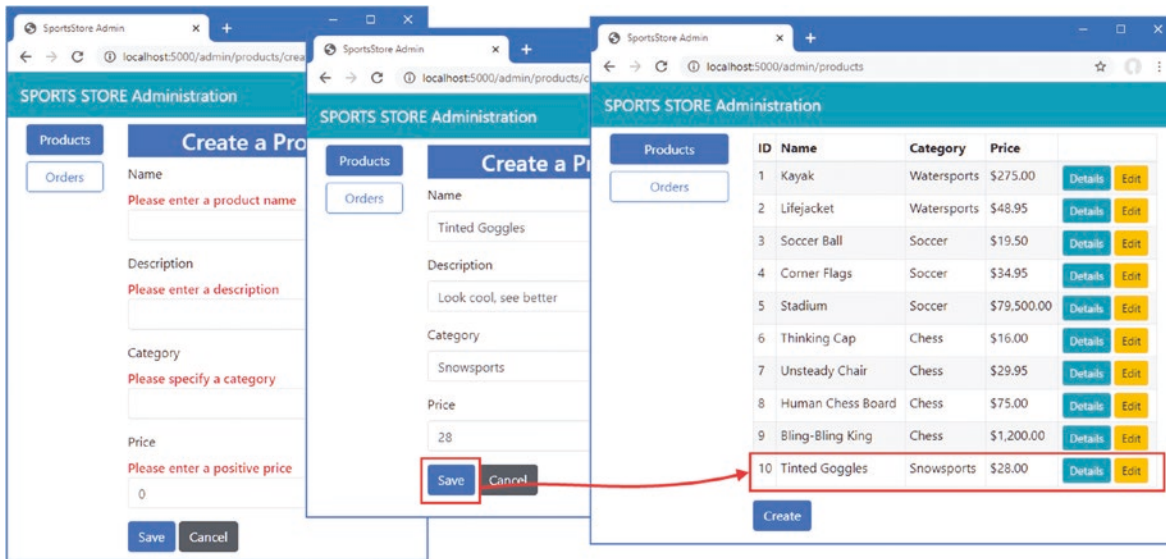 SportsStore Admin
localhost:5000/admin/products/crea
SPORTS STORE Administration
Products
Orders
Create a Pro
Name
Please enter a product name
Description
Please enter a description
Category
Please specify a category
Price
Please enter a positive price
0
Save Cancel
SportsStore Admin
localhost:5000/admin/products/c
SPORTS STORE Administration
Products
Orders
Create a P
Name
Tinted Goggles
Description
Look cool, see better
Category
Snowsports
Price
28
Save Cancel
SportsStore Admin
localhost:5000/admin/products
SPORTS STORE Administration
Products
Orders
ID Name Category Price
1 Kayak Watersports $275.00 Details Edit
2 Lifejacket Watersports $48.95 Details Edit
3 Soccer Ball Soccer $19.50 Details Edit
4 Corner Flags Soccer $34.95 Details Edit
5 Stadium Soccer $79,500.00 Details Edit
6 Thinking Cap Chess $16.00 Details Edit
7 Unsteady Chair Chess $29.95 Details Edit
8 Human Chess Board Chess $75.00 Details Edit
9 Bling-Bling King Chess $1,200.00 Details Edit
10 Tinted Goggles Snowsports $28.00 Details Edit
Create